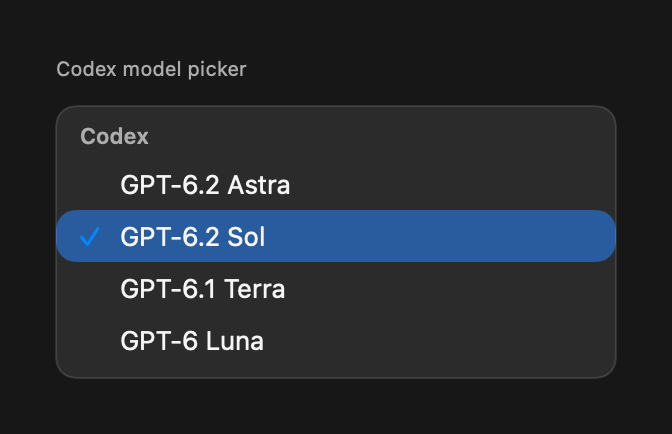 Codex model picker
Codex
GPT-6.2 Astra
GPT-6.2 Sol
GPT-6.1 Terra
GPT-6 Luna